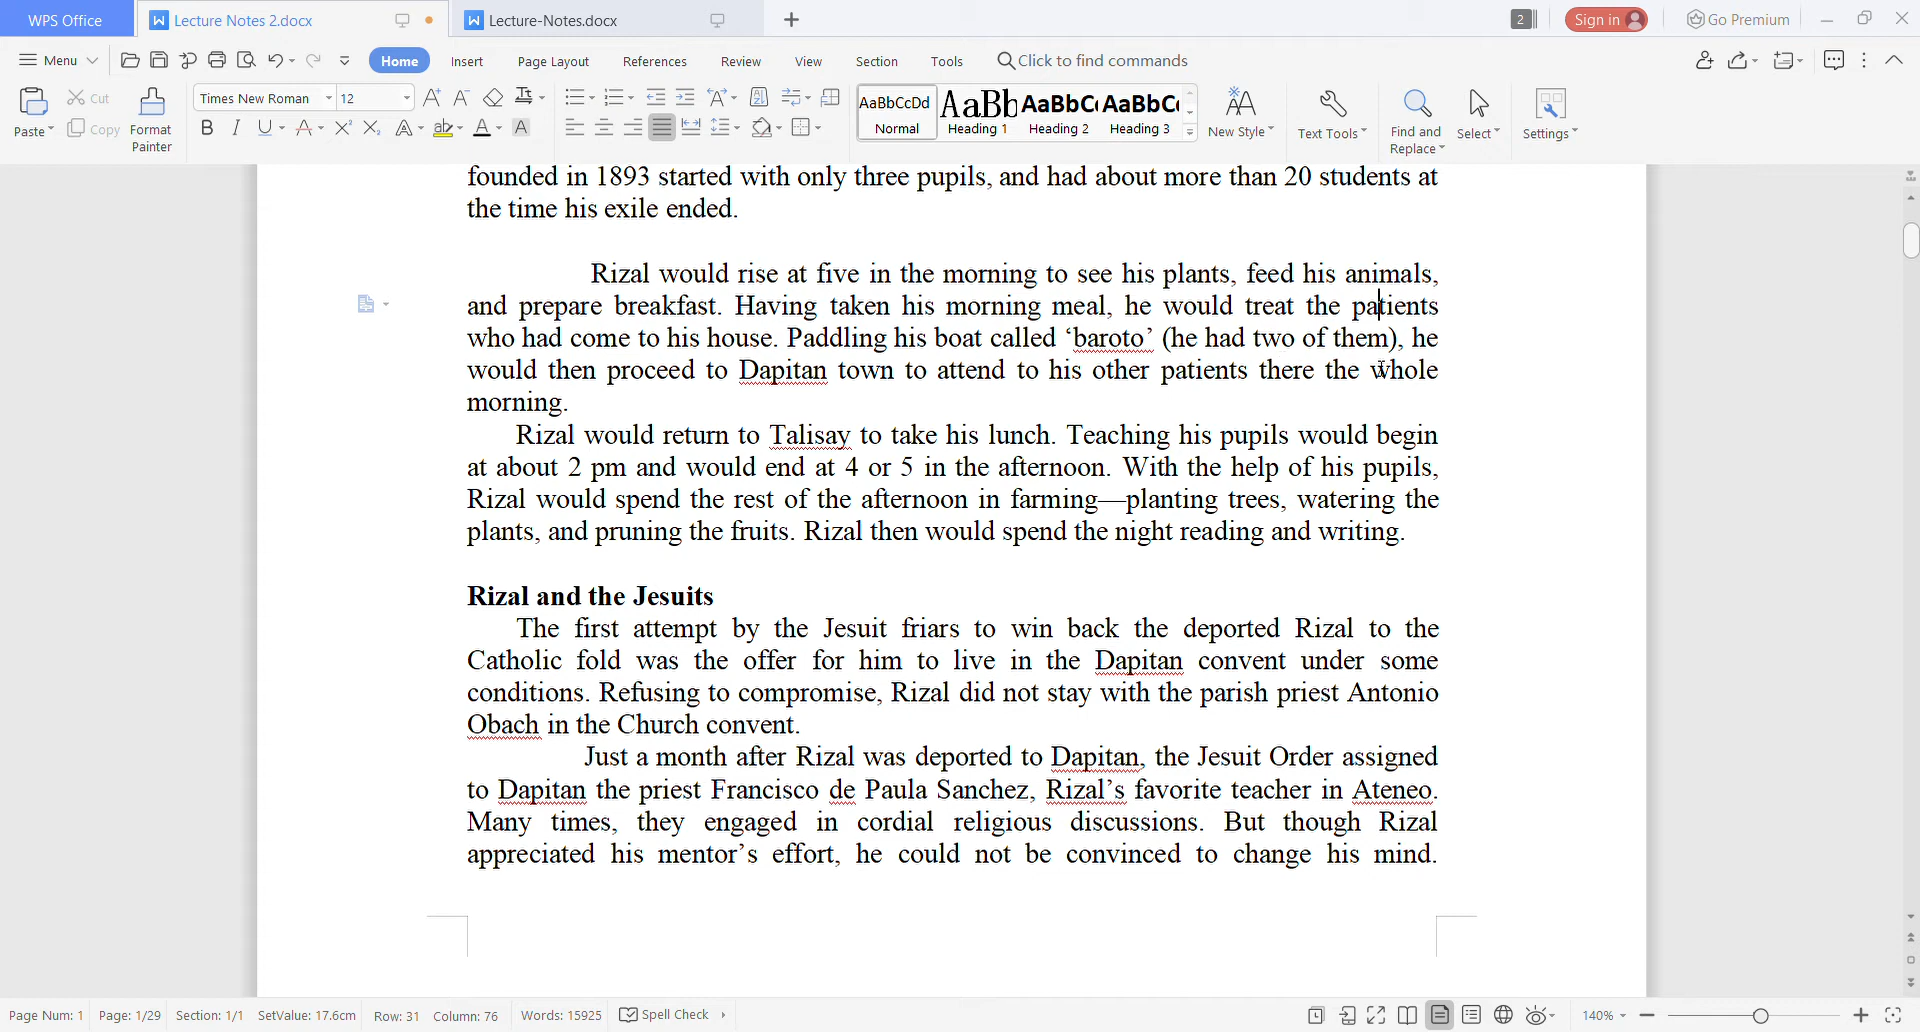 WPS Office
Lecture Notes 2.docx
Lecture-Notes.docx
2
Sign in
Go Premium
Menu
Home
Insert
Page Layout
References
Review
View
Section
Tools
Click to find commands
Paste
Cut
Copy
Format Painter
Times New Roman
12
AaBbCcDd
Normal
AaBb
Heading 1
AaBbC
Heading 2
AaBbC
Heading 3
New Style
Text Tools
Find and Replace
Select
Settings
founded in 1893 started with only three pupils, and had about more than 20 students at
the time his exile ended.
Rizal would rise at five in the morning to see his plants, feed his animals,
and prepare breakfast. Having taken his morning meal, he would treat the patients
who had come to his house. Paddling his boat called ‘baroto’ (he had two of them), he
would then proceed to Dapitan town to attend to his other patients there the whole
morning.
Rizal would return to Talisay to take his lunch. Teaching his pupils would begin
at about 2 pm and would end at 4 or 5 in the afternoon. With the help of his pupils,
Rizal would spend the rest of the afternoon in farming—planting trees, watering the
plants, and pruning the fruits. Rizal then would spend the night reading and writing.
Rizal and the Jesuits
The first attempt by the Jesuit friars to win back the deported Rizal to the
Catholic fold was the offer for him to live in the Dapitan convent under some
conditions. Refusing to compromise, Rizal did not stay with the parish priest Antonio
Obach in the Church convent.
Just a month after Rizal was deported to Dapitan, the Jesuit Order assigned
to Dapitan the priest Francisco de Paula Sanchez, Rizal’s favorite teacher in Ateneo.
Many times, they engaged in cordial religious discussions. But though Rizal
appreciated his mentor’s effort, he could not be convinced to change his mind.
Page Num: 1
Page: 1/29
Section: 1/1
SetValue: 17.6cm
Row: 31
Column: 76
Words: 15925
Spell Check
140%